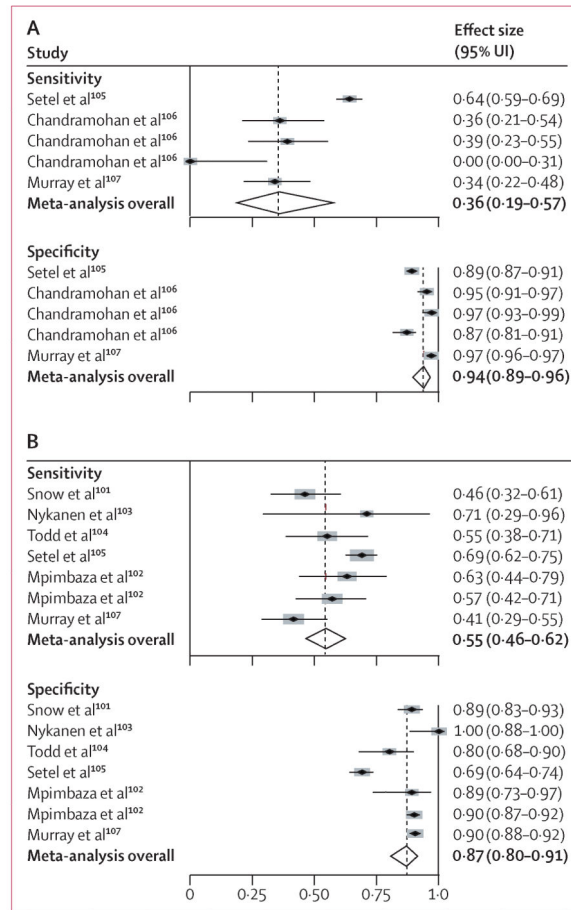 A
Study Effect size (95% UI)
Sensitivity
Setel et al¹⁰⁵ 0·64 (0·59–0·69)
Chandramohan et al¹⁰⁶ 0·36 (0·21–0·54)
Chandramohan et al¹⁰⁶ 0·39 (0·23–0·55)
Chandramohan et al¹⁰⁶ 0·00 (0·00–0·31)
Murray et al¹⁰⁷ 0·34 (0·22–0·48)
Meta-analysis overall 0·36 (0·19–0·57)
Specificity
Setel et al¹⁰⁵ 0·89 (0·87–0·91)
Chandramohan et al¹⁰⁶ 0·95 (0·91–0·97)
Chandramohan et al¹⁰⁶ 0·97 (0·93–0·99)
Chandramohan et al¹⁰⁶ 0·87 (0·81–0·91)
Murray et al¹⁰⁷ 0·97 (0·96–0·97)
Meta-analysis overall 0·94 (0·89–0·96)
B
Sensitivity
Snow et al¹⁰¹ 0·46 (0·32–0·61)
Nykanen et al¹⁰³ 0·71 (0·29–0·96)
Todd et al¹⁰⁴ 0·55 (0·38–0·71)
Setel et al¹⁰⁵ 0·69 (0·62–0·75)
Mpimbaza et al¹⁰² 0·63 (0·44–0·79)
Mpimbaza et al¹⁰² 0·57 (0·42–0·71)
Murray et al¹⁰⁷ 0·41 (0·29–0·55)
Meta-analysis overall 0·55 (0·46–0·62)
Specificity
Snow et al¹⁰¹ 0·89 (0·83–0·93)
Nykanen et al¹⁰³ 1·00 (0·88–1·00)
Todd et al¹⁰⁴ 0·80 (0·68–0·90)
Setel et al¹⁰⁵ 0·69 (0·64–0·74)
Mpimbaza et al¹⁰² 0·89 (0·73–0·97)
Mpimbaza et al¹⁰² 0·90 (0·87–0·92)
Murray et al¹⁰⁷ 0·90 (0·88–0·92)
Meta-analysis overall 0·87 (0·80–0·91)
0 0·25 0·50 0·75 1·0